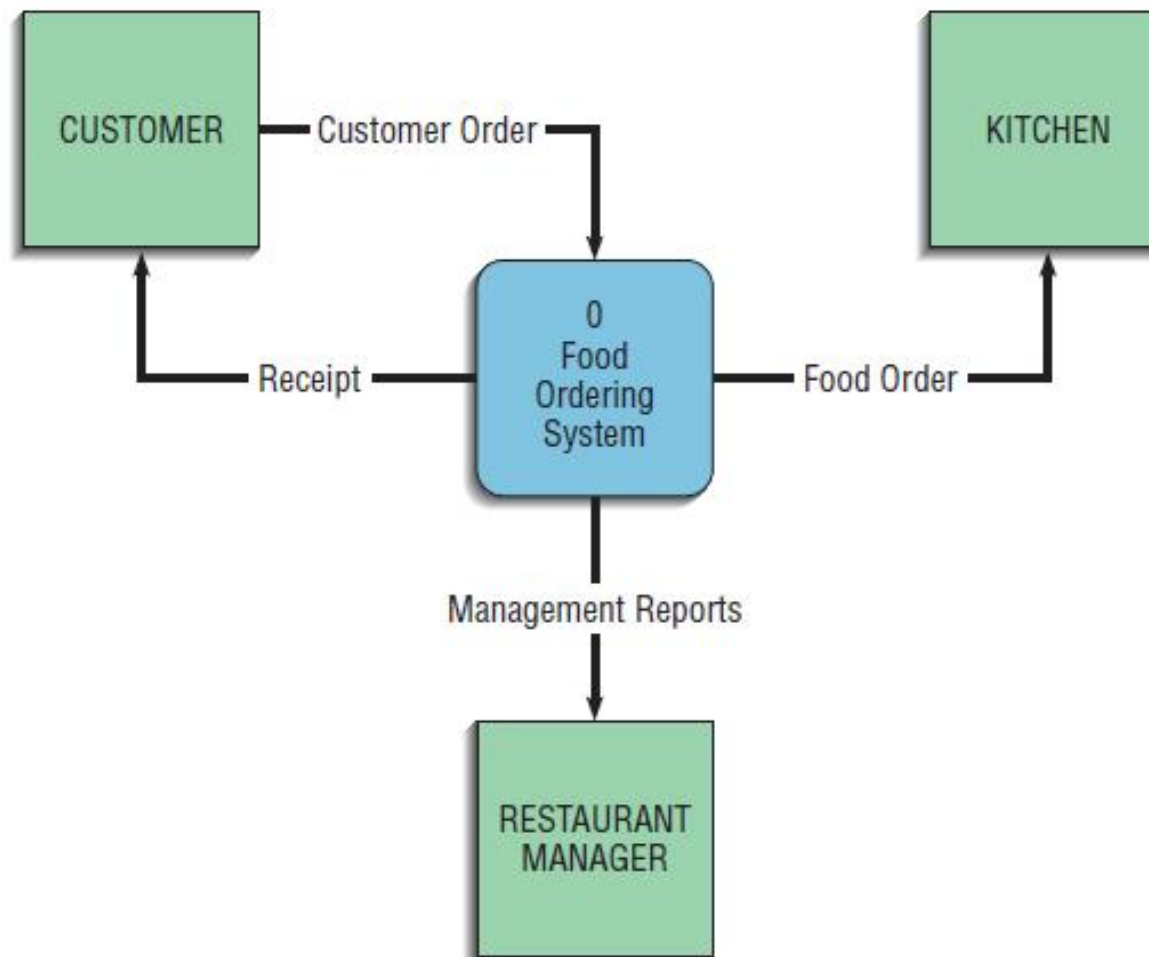 CUSTOMER
Customer Order
KITCHEN
0
Food
Ordering
System
Receipt
Food Order
Management Reports
RESTAURANT
MANAGER